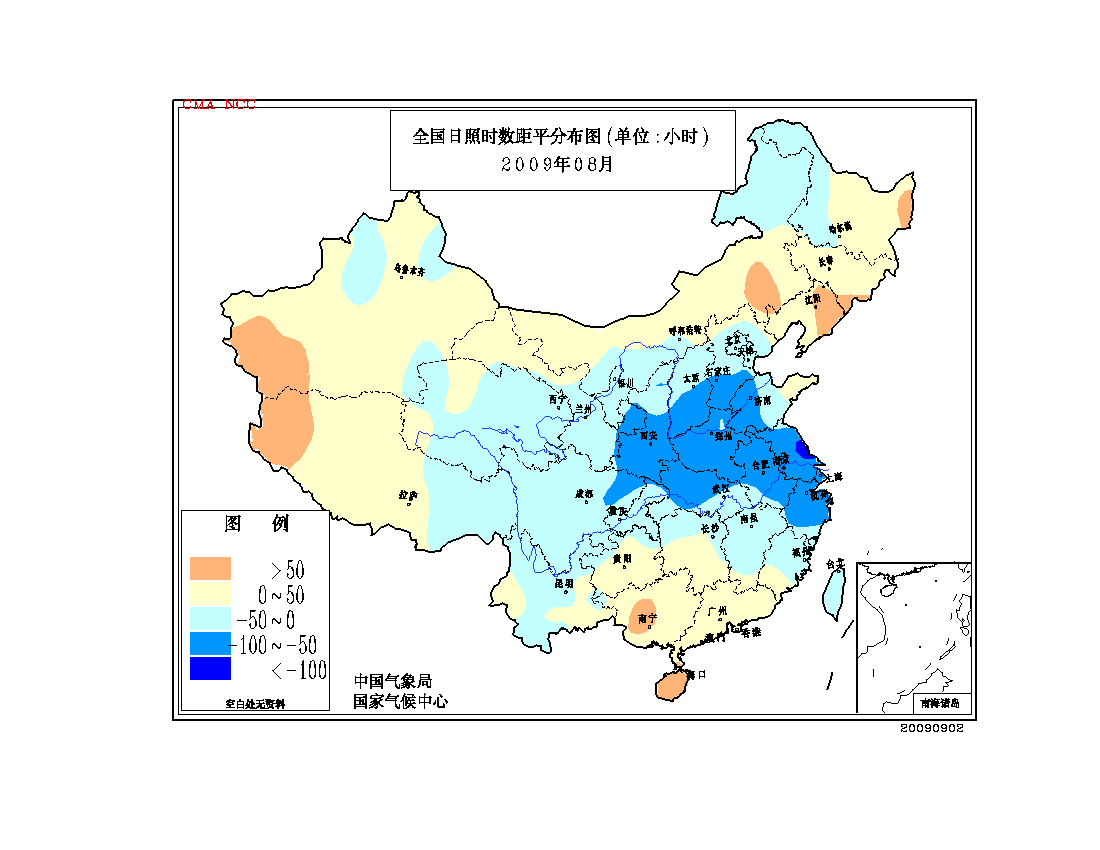 CMA NCC
全国日照时数距平分布图(单位:小时)
2009年08月
哈尔滨
长春
乌鲁木齐
沈阳
呼和浩特
北京
天津
银川
太原
石家庄
济南
西宁
兰州
西安
郑州
合肥
南京
上海
拉萨
成都
武汉
杭州
重庆
长沙
南昌
贵阳
福州
台北
昆明
南宁
广州
澳门
香港
海口
图 例
>50
0~50
-50~0
-100~-50
<-100
空白处无资料
中国气象局
国家气候中心
南海诸岛
20090902